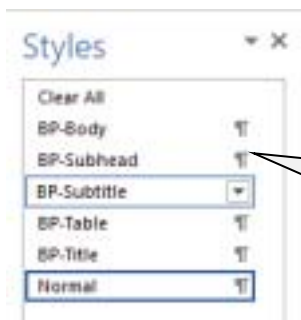 Styles
Clear All
BP-Body ¶
BP-Subhead ¶
BP-Subtitle
BP-Table ¶
BP-Title ¶
Normal ¶